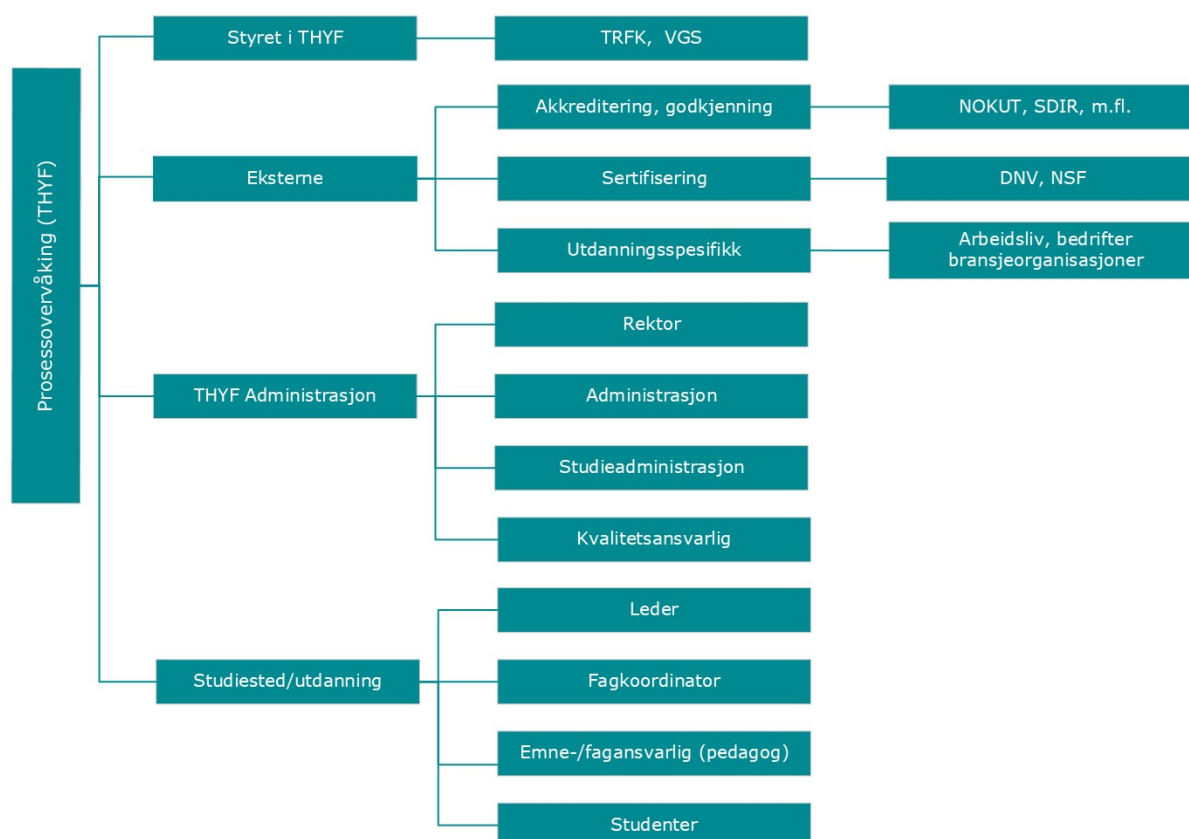 Prosessovervåking (THYF)
Styret i THYF
TRFK, VGS
Eksterne
Akkreditering, godkjenning
NOKUT, SDIR, m.fl.
Sertifisering
DNV, NSF
Utdanningsspesifikk
Arbeidsliv, bedrifter
bransjeorganisasjoner
THYF Administrasjon
Rektor
Administrasjon
Studieadministrasjon
Kvalitetsansvarlig
Studiested/utdanning
Leder
Fagkoordinator
Emne-/fagansvarlig (pedagog)
Studenter